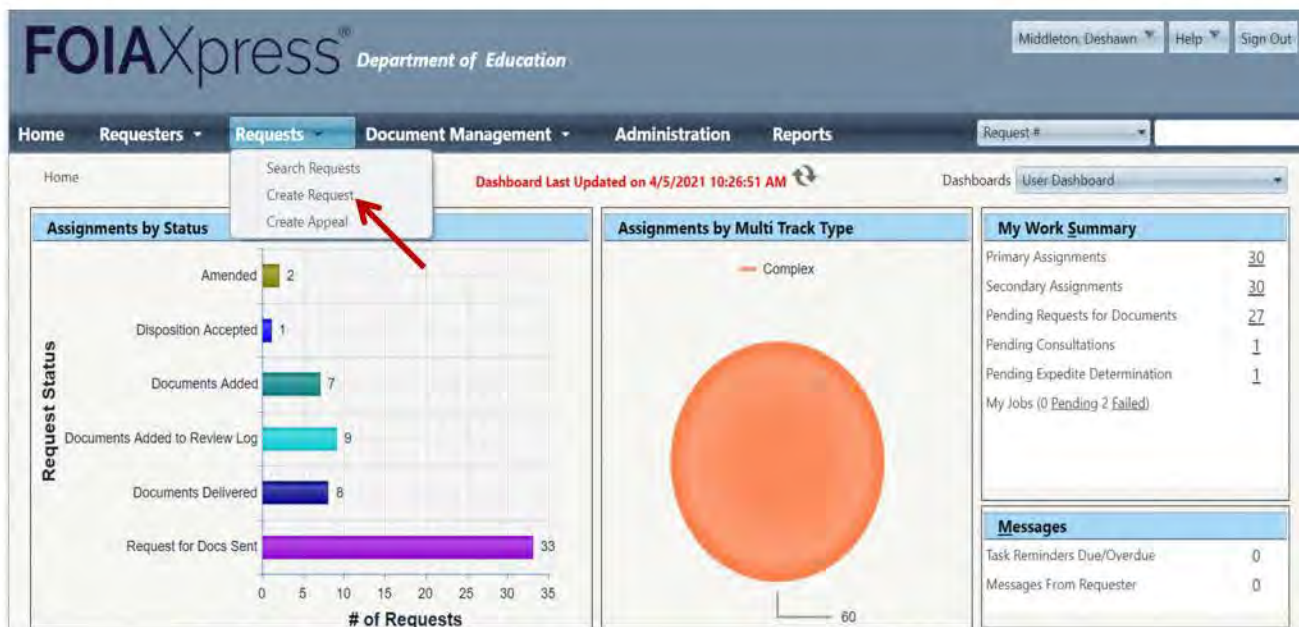 FOIAXpress® Department of Education
Middleton, Deshawn Help Sign Out
Home Requesters Requests Document Management Administration Reports Request #
Home
Search Requests
Create Request
Create Appeal
Dashboard Last Updated on 4/5/2021 10:26:51 AM
Dashboards User Dashboard
Assignments by Status
Request Status
Amended 2
Disposition Accepted 1
Documents Added 7
Documents Added to Review Log 9
Documents Delivered 8
Request for Docs Sent 33
0 5 10 15 20 25 30 35
# of Requests
Assignments by Multi Track Type
Complex
60
My Work Summary
Primary Assignments 30
Secondary Assignments 30
Pending Requests for Documents 27
Pending Consultations 1
Pending Expedite Determination 1
My Jobs (0 Pending 2 Failed)
Messages
Task Reminders Due/Overdue 0
Messages From Requester 0